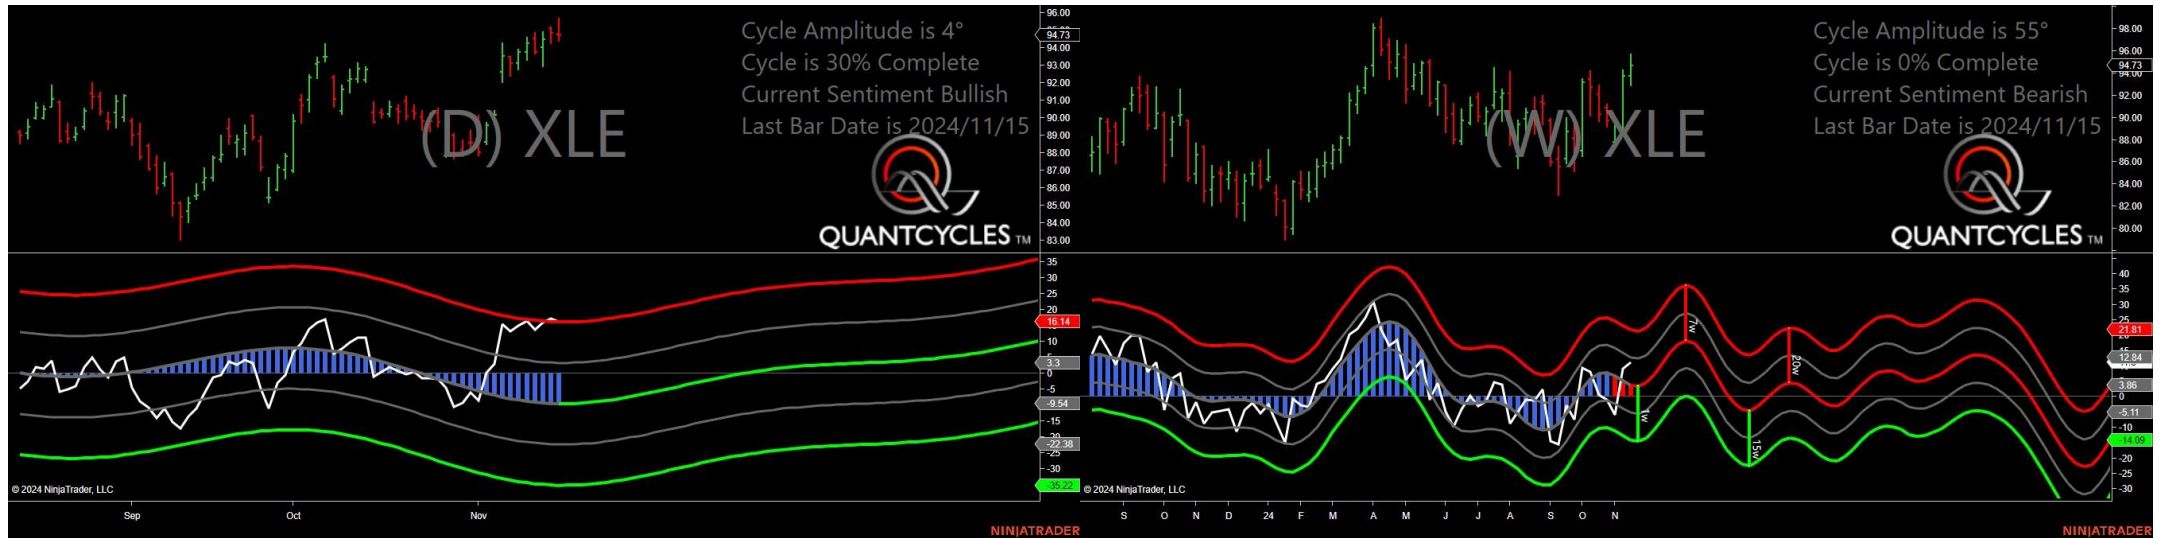 Cycle Amplitude is 4°
Cycle is 30% Complete
Current Sentiment Bullish
Last Bar Date is 2024/11/15
(D) XLE
QUANTCYCLES TM
96.00
94.73
94.00
93.00
92.00
91.00
90.00
89.00
88.00
87.00
86.00
85.00
84.00
83.00
35
30
25
20
16.14
10
5
3.3
0
-5
-9.54
-15
-22.38
-25
-30
-35.22
© 2024 NinjaTrader, LLC
Sep Oct Nov
NINJATRADER
Cycle Amplitude is 55°
Cycle is 0% Complete
Current Sentiment Bearish
Last Bar Date is 2024/11/15
(W) XLE
QUANTCYCLES TM
98.00
96.00
94.73
94.00
92.00
90.00
88.00
86.00
84.00
82.00
80.00
7w
20w
1w
15w
40
35
30
25
21.81
12.84
3.86
0
-5.11
-10
-14.09
-20
-25
-30
© 2024 NinjaTrader, LLC
S O N D 24 F M A M J J A S O N
NINJATRADER